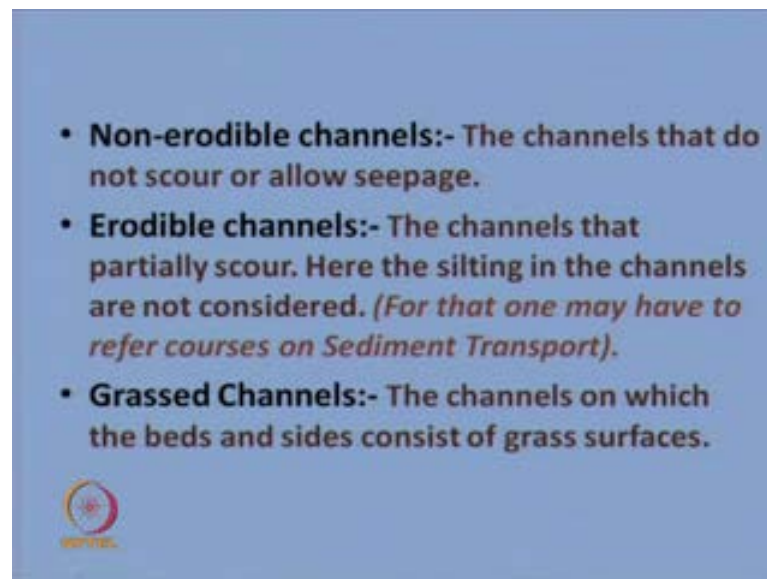 • Non-erodible channels:- The channels that do
not scour or allow seepage.
• Erodible channels:- The channels that
partially scour. Here the silting in the channels
are not considered. (For that one may have to
refer courses on Sediment Transport).
• Grassed Channels:- The channels on which
the beds and sides consist of grass surfaces.